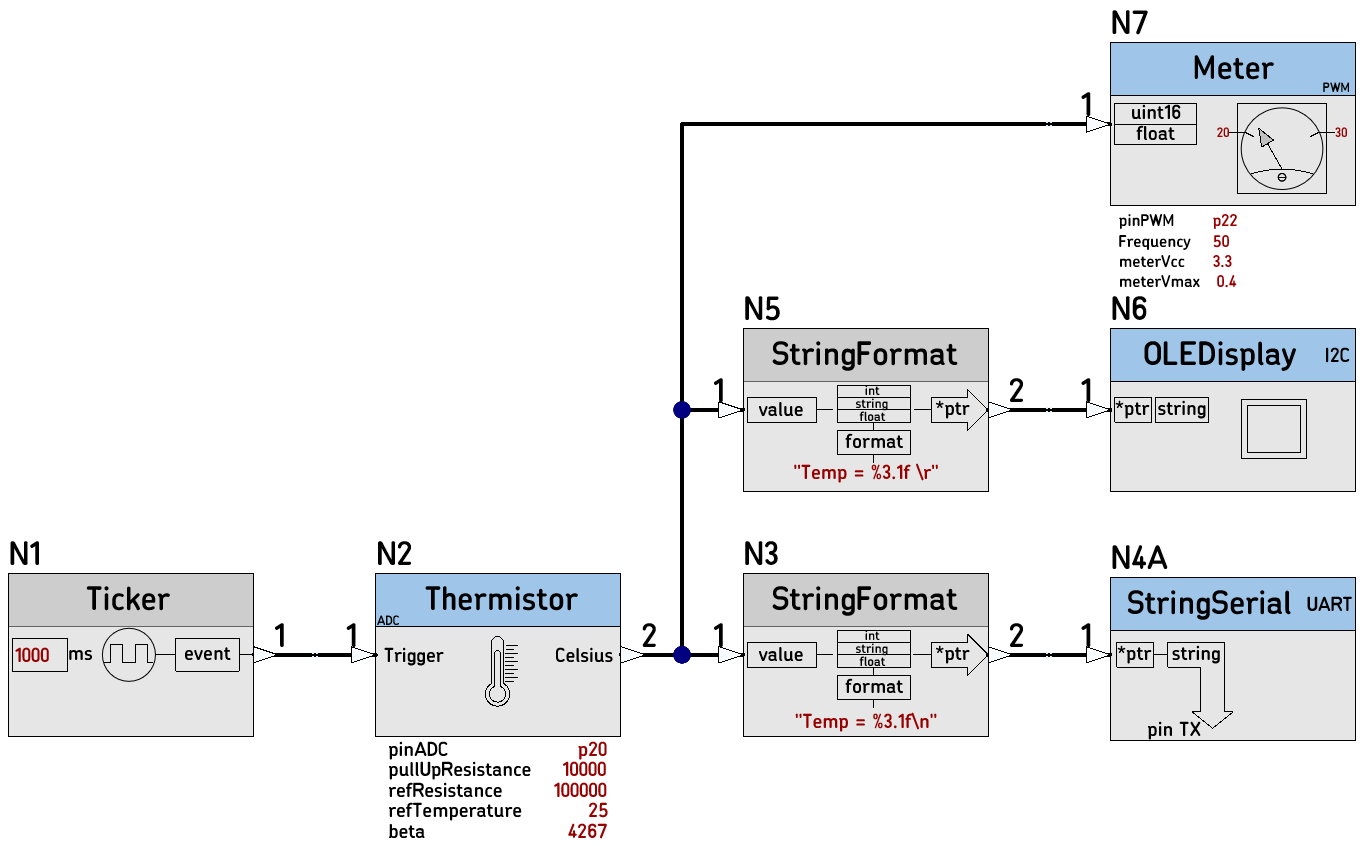 N7
Meter
PWM
1
uint16
float
20
30
pinPWM p22
Frequency 50
meterVcc 3.3
meterVmax 0.4
N5
StringFormat
1
value
int
string
float
format
*ptr
2
"Temp = %3.1f \r"
N6
OLEDisplay I2C
1
*ptr string
N1
Ticker
1000 ms
event
1
N2
Thermistor
ADC
1
Trigger
Celsius
2
pinADC p20
pullUpResistance 10000
refResistance 100000
refTemperature 25
beta 4267
N3
StringFormat
1
value
int
string
float
format
*ptr
2
"Temp = %3.1f\n"
N4A
StringSerial UART
1
*ptr string
pin TX